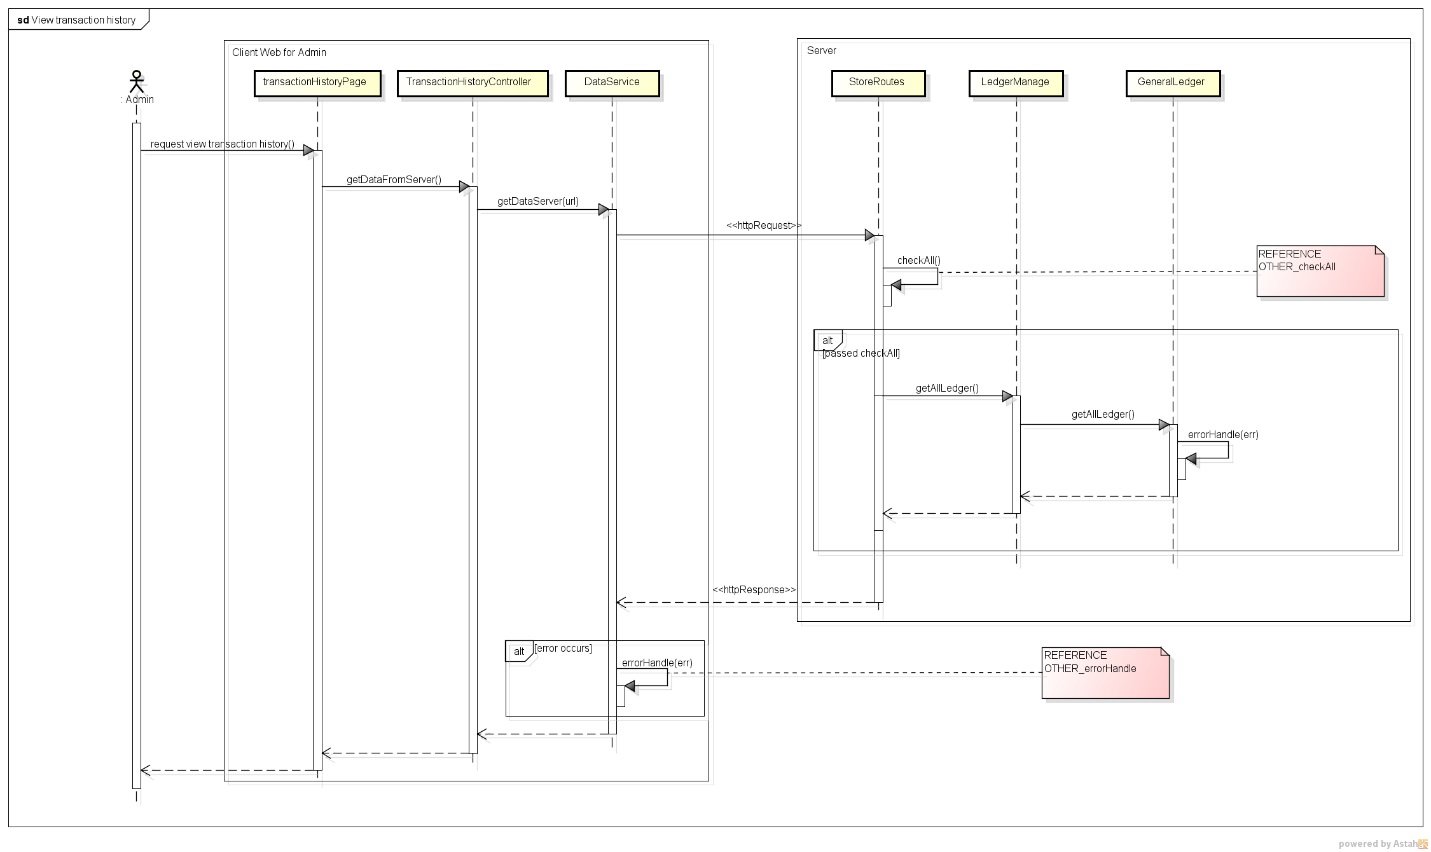 sd View transaction history
Client Web for Admin
Server
transactionHistoryPage
TransactionHistoryController
DataService
StoreRoutes
LedgerManage
GeneralLedger
: Admin
request view transaction history()
getDataFromServer()
getDataServer(url)
<<httpRequest>>
checkAll()
REFERENCE
OTHER_checkAll
alt
[passed checkAll]
getAllLedger()
getAllLedger()
errorHandle(err)
<<httpResponse>>
alt
[error occurs]
errorHandle(err)
REFERENCE
OTHER_errorHandle
powered by Astah